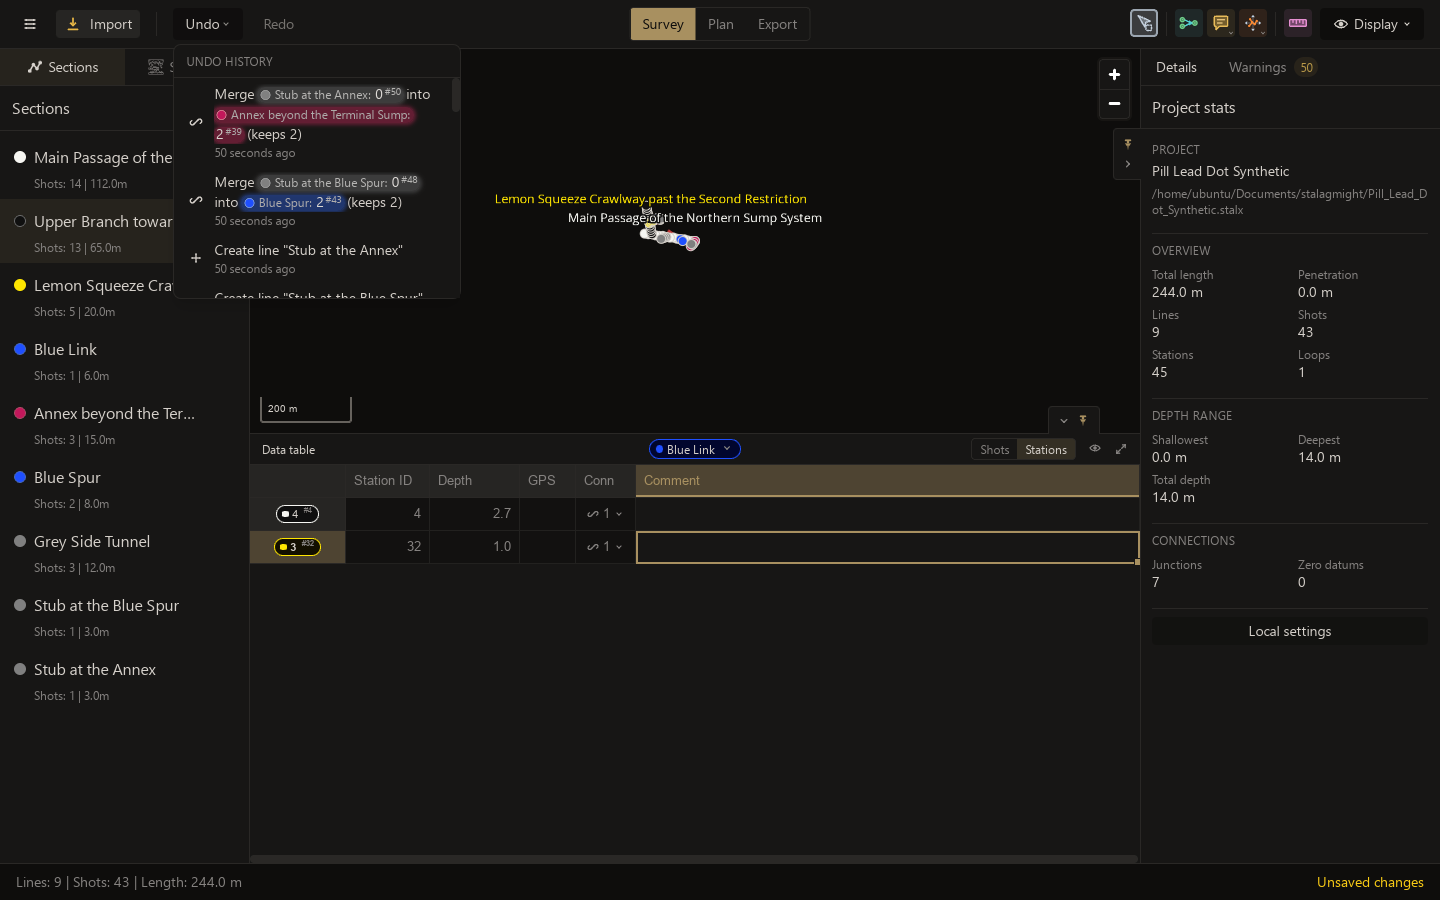 Import
Undo
Redo
Survey
Plan
Export
Display
Sections
UNDO HISTORY
Merge Stub at the Annex: 0 #50 into
Annex beyond the Terminal Sump:
2 #39 (keeps 2)
50 seconds ago
Merge Stub at the Blue Spur: 0 #48
into Blue Spur: 2 #43 (keeps 2)
50 seconds ago
Create line "Stub at the Annex"
50 seconds ago
Create line "Stub at the Blue Spur"
Sections
Main Passage of the
Shots: 14 | 112.0m
Upper Branch towar
Shots: 13 | 65.0m
Lemon Squeeze Cra
Shots: 5 | 20.0m
Blue Link
Shots: 1 | 6.0m
Annex beyond the Ter...
Shots: 3 | 15.0m
Blue Spur
Shots: 2 | 8.0m
Grey Side Tunnel
Shots: 3 | 12.0m
Stub at the Blue Spur
Shots: 1 | 3.0m
Stub at the Annex
Shots: 1 | 3.0m
Lemon Squeeze Crawlway past the Second Restriction
Main Passage of the Northern Sump System
200 m
Data table
Blue Link
Shots
Stations
Station ID
Depth
GPS
Conn
Comment
4 #4
4
2.7
1
3 #32
32
1.0
1
Details
Warnings 50
Project stats
PROJECT
Pill Lead Dot Synthetic
/home/ubuntu/Documents/stalagmight/Pill_Lead_D
ot_Synthetic.stalx
OVERVIEW
Total length
Penetration
244.0 m
0.0 m
Lines
Shots
9
43
Stations
Loops
45
1
DEPTH RANGE
Shallowest
Deepest
0.0 m
14.0 m
Total depth
14.0 m
CONNECTIONS
Junctions
Zero datums
7
0
Local settings
Lines: 9 | Shots: 43 | Length: 244.0 m
Unsaved changes